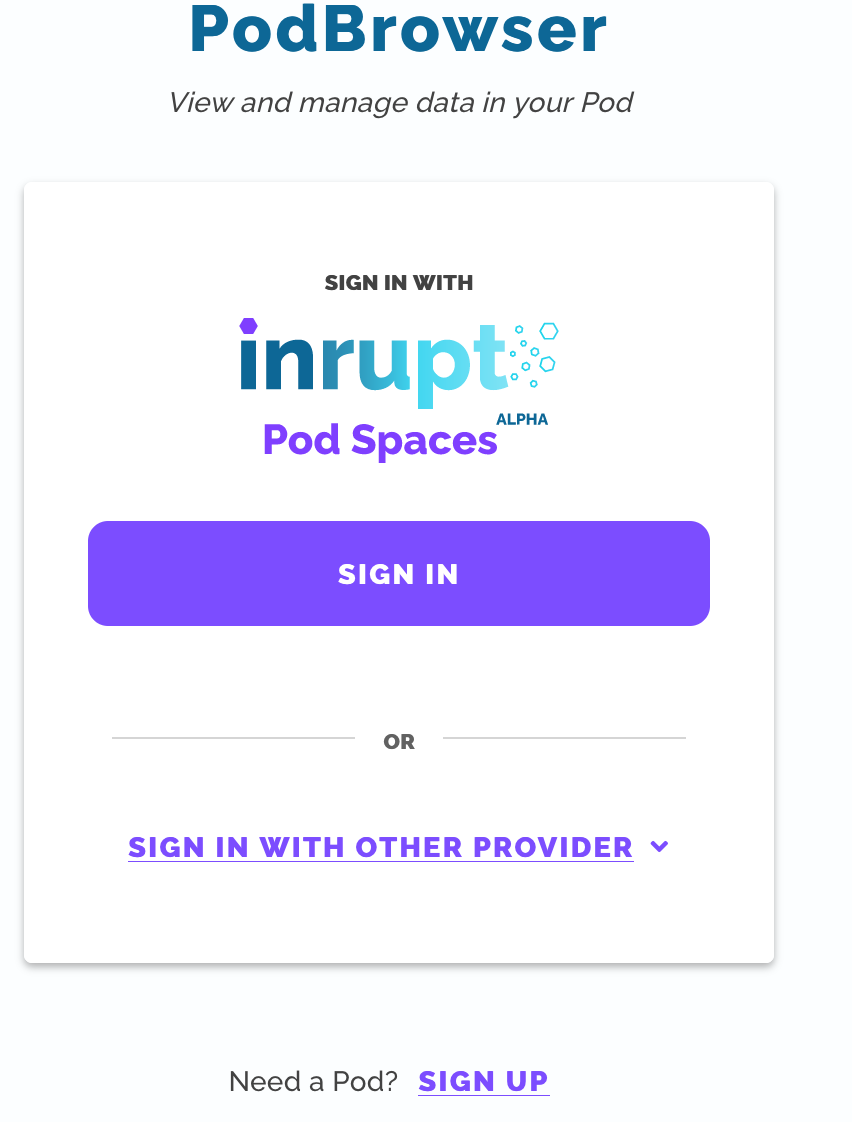 PodBrowser
View and manage data in your Pod
SIGN IN WITH
inrupt
ALPHA
Pod Spaces
SIGN IN
OR
SIGN IN WITH OTHER PROVIDER
Need a Pod? SIGN UP